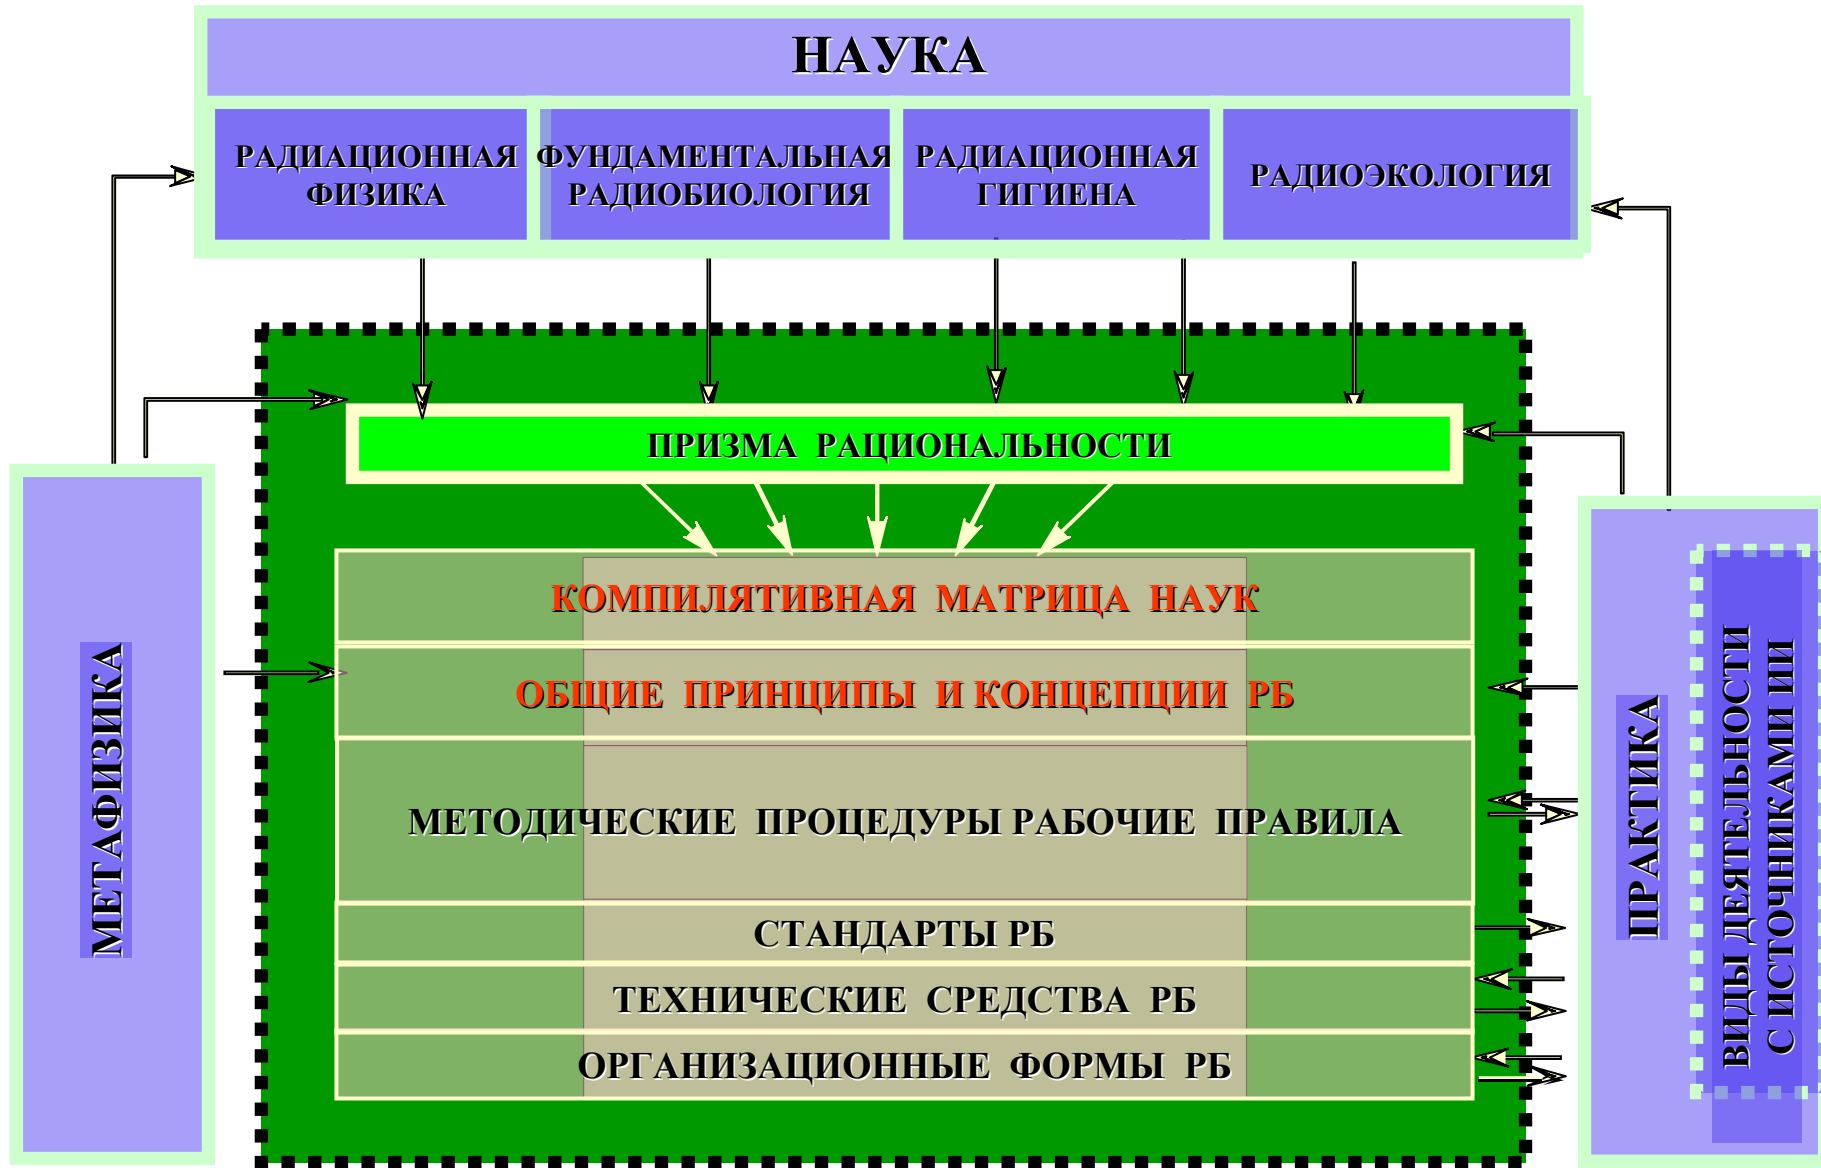 НАУКА
РАДИАЦИОННАЯ
ФИЗИКА
ФУНДАМЕНТАЛЬНАЯ
РАДИОБИОЛОГИЯ
РАДИАЦИОННАЯ
ГИГИЕНА
РАДИОЭКОЛОГИЯ
ПРИЗМА РАЦИОНАЛЬНОСТИ
КОМПИЛЯТИВНАЯ МАТРИЦА НАУК
ОБЩИЕ ПРИНЦИПЫ И КОНЦЕПЦИИ РБ
МЕТОДИЧЕСКИЕ ПРОЦЕДУРЫ РАБОЧИЕ ПРАВИЛА
СТАНДАРТЫ РБ
ТЕХНИЧЕСКИЕ СРЕДСТВА РБ
ОРГАНИЗАЦИОННЫЕ ФОРМЫ РБ
МЕТАФИЗИКА
ПРАКТИКА
ВИДЫ ДЕЯТЕЛЬНОСТИ
С ИСТОЧНИКАМИ ИИ